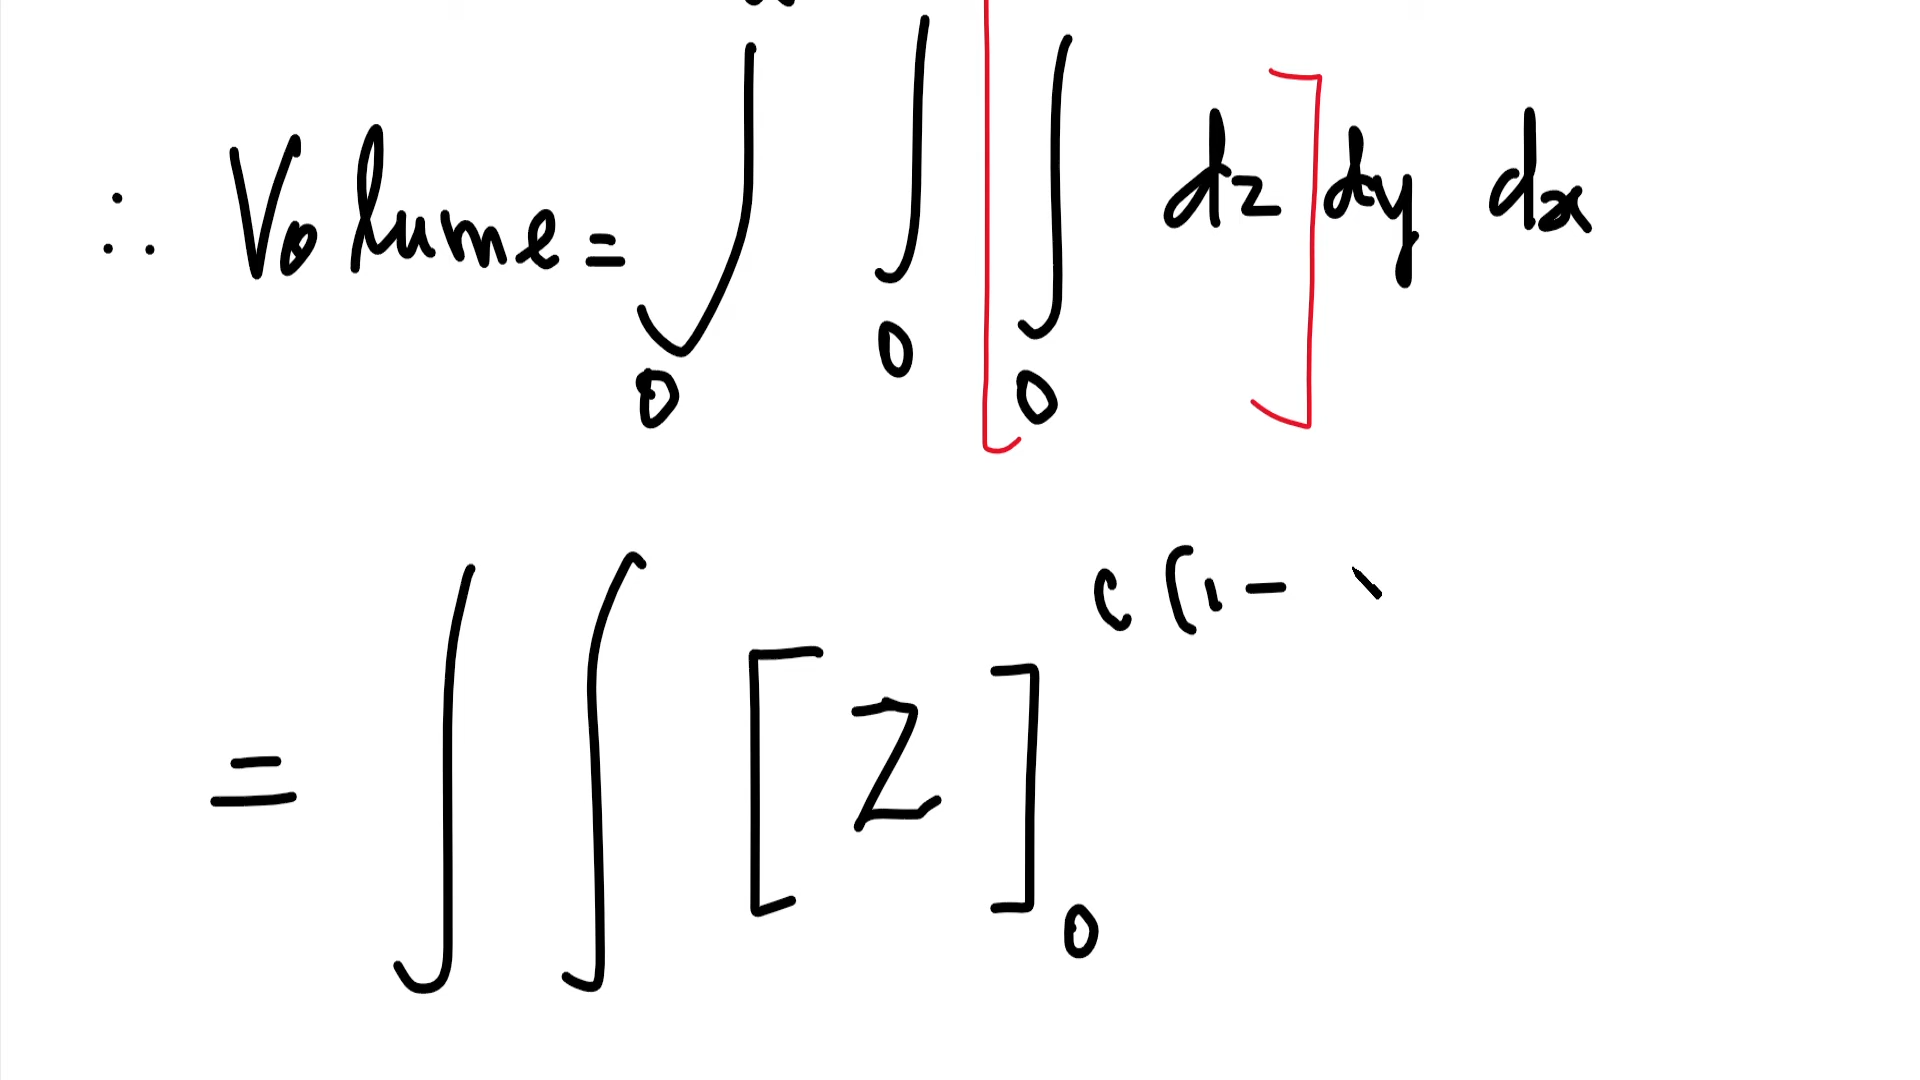 ∴ Volume = ∫₀ ∫₀ [ ∫₀ dz ] dy dx
= ∫ ∫ [ z ]₀ c(1 -